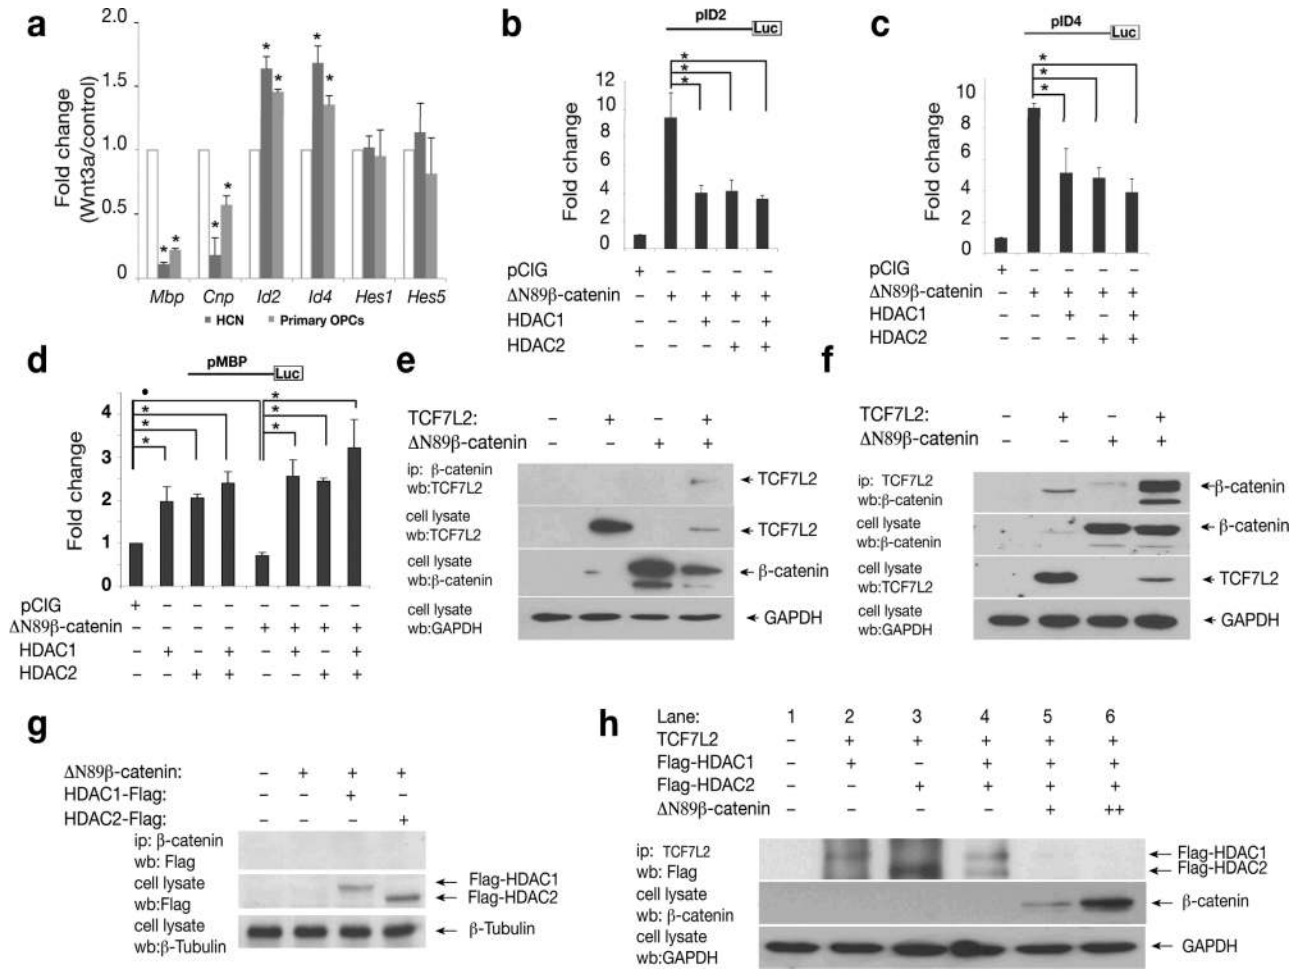 a
2.0
1.5
1.0
0.5
0
Fold change
(Wnt3a/control)
* * * * * * * *
Mbp Cnp Id2 Id4 Hes1 Hes5
HCN Primary OPCs
b
pID2
Luc
12
10
8
6
4
2
0
Fold change
*
*
*
pCIG + – – – –
ΔN89β-catenin – + + + +
HDAC1 – – + – +
HDAC2 – – – + +
c
pID4
Luc
10
8
6
4
2
0
Fold change
*
*
*
pCIG + – – – –
ΔN89β-catenin – + + + +
HDAC1 – – + – +
HDAC2 – – – + +
d
pMBP
Luc
4
3
2
1
0
Fold change
•
* *
* *
* *
pCIG + – – – – – – –
ΔN89β-catenin – – – – + + + +
HDAC1 – + – + – + – +
HDAC2 – – + + – – + +
e
TCF7L2: – + – +
ΔN89β-catenin – – + +
ip: β-catenin
wb:TCF7L2
TCF7L2
cell lysate
wb:TCF7L2
TCF7L2
cell lysate
wb:β-catenin
β-catenin
cell lysate
wb:GAPDH
GAPDH
f
TCF7L2: – + – +
ΔN89β-catenin – – + +
ip: TCF7L2
wb:β-catenin
β-catenin
cell lysate
wb:β-catenin
β-catenin
cell lysate
wb:TCF7L2
TCF7L2
cell lysate
wb:GAPDH
GAPDH
g
ΔN89β-catenin: – + + +
HDAC1-Flag: – – + –
HDAC2-Flag: – – – +
ip: β-catenin
wb: Flag
cell lysate
wb:Flag
Flag-HDAC1
Flag-HDAC2
cell lysate
wb:β-Tubulin
β-Tubulin
h
Lane: 1 2 3 4 5 6
TCF7L2 – + + + + +
Flag-HDAC1 – + – + + +
Flag-HDAC2 – – + + + +
ΔN89β-catenin – – – – + ++
ip: TCF7L2
wb: Flag
Flag-HDAC1
Flag-HDAC2
cell lysate
wb: β-catenin
β-catenin
cell lysate
wb:GAPDH
GAPDH